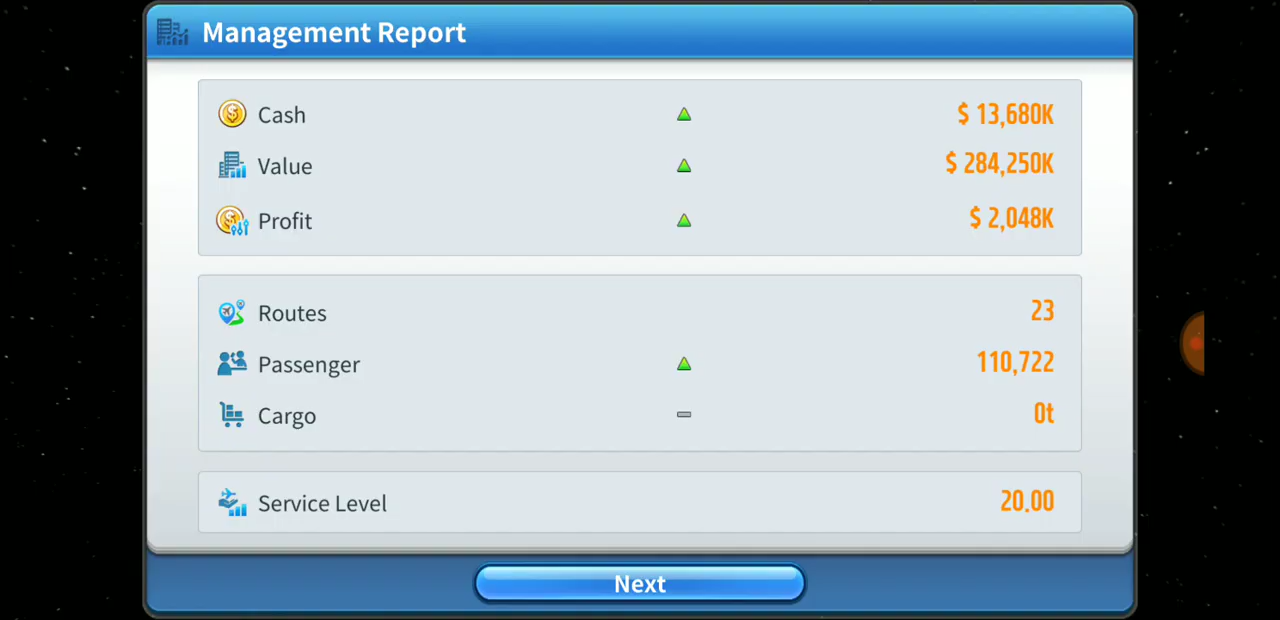 Management Report
Cash $ 13,680K
Value $ 284,250K
Profit $ 2,048K
Routes 23
Passenger 110,722
Cargo 0t
Service Level 20.00
Next